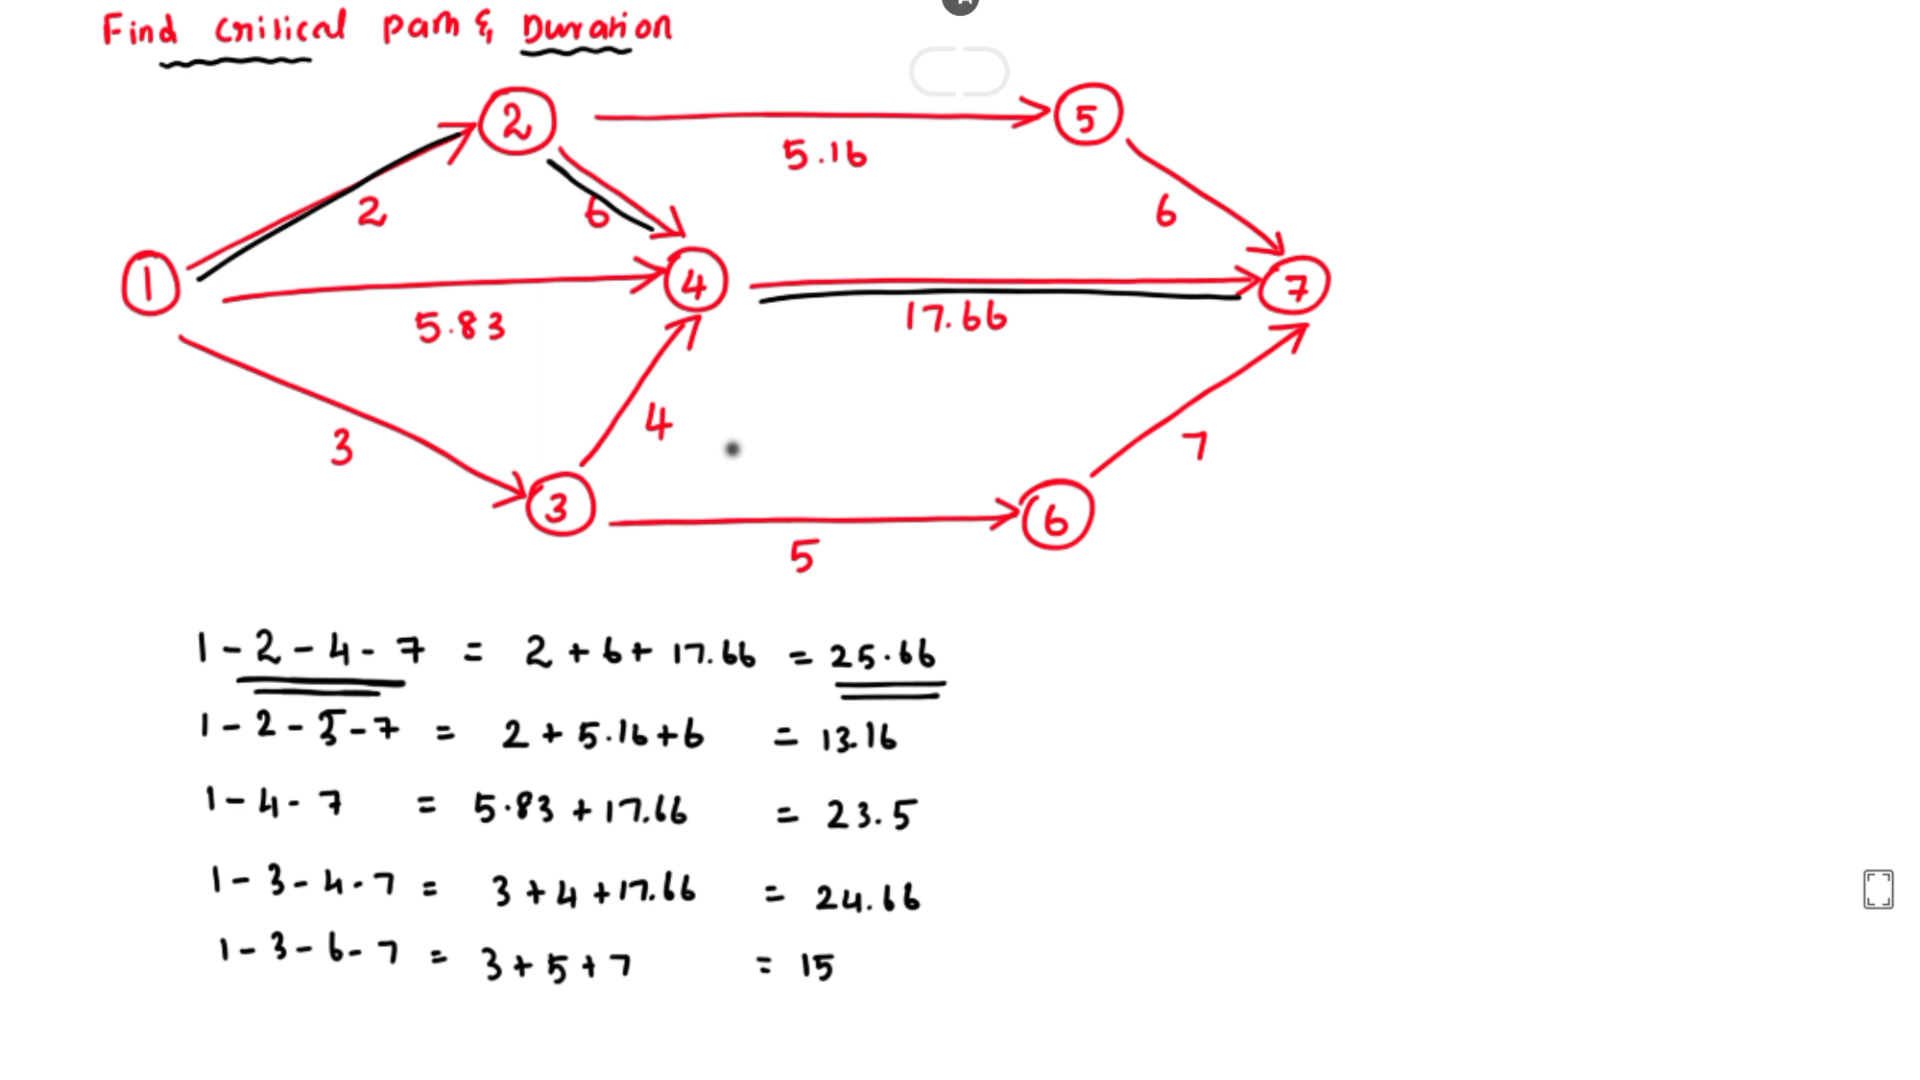 Find critical path & Duration
2 5
5.16
2 6 6
1 4 7
5.83 17.66
3 4 7
3 6
5
1 - 2 - 4 - 7 = 2 + 6 + 17.66 = 25.66
1 - 2 - 5 - 7 = 2 + 5.16 + 6 = 13.16
1 - 4 - 7 = 5.83 + 17.66 = 23.5
1 - 3 - 4 - 7 = 3 + 4 + 17.66 = 24.66
1 - 3 - 6 - 7 = 3 + 5 + 7 = 15